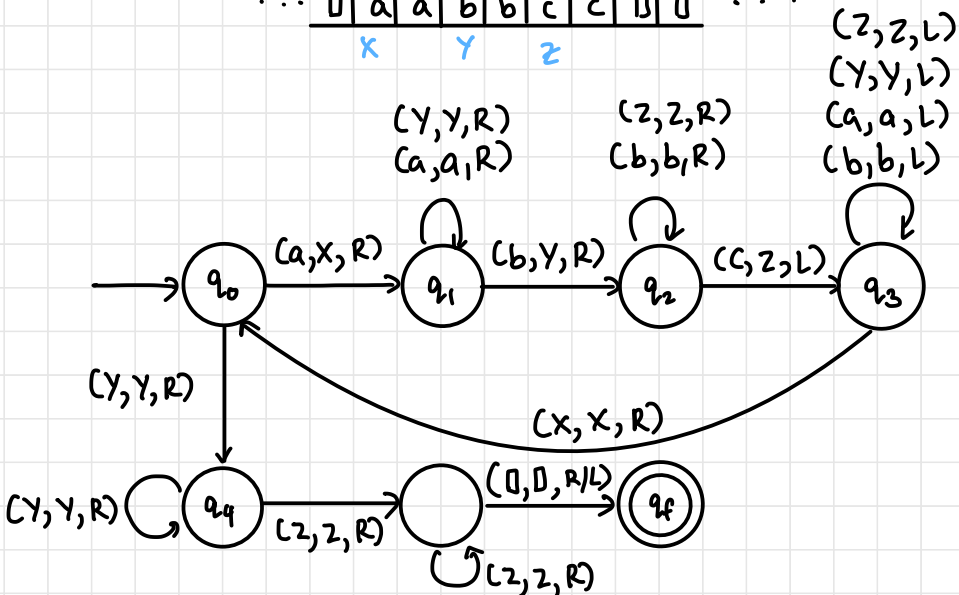 ... □ a a b b c c □ □ ...
X Y Z
(Z,Z,L)
(Y,Y,R) (Z,Z,R) (Y,Y,L)
(a,a,R) (b,b,R) (a,a,L)
(b,b,L)
(a,X,R) (b,Y,R) (C,Z,L)
q0 q1 q2 q3
(Y,Y,R)
(X,X,R)
(Y,Y,R) q4 (Z,Z,R) (□,□,R/L) qf
(Z,Z,R)